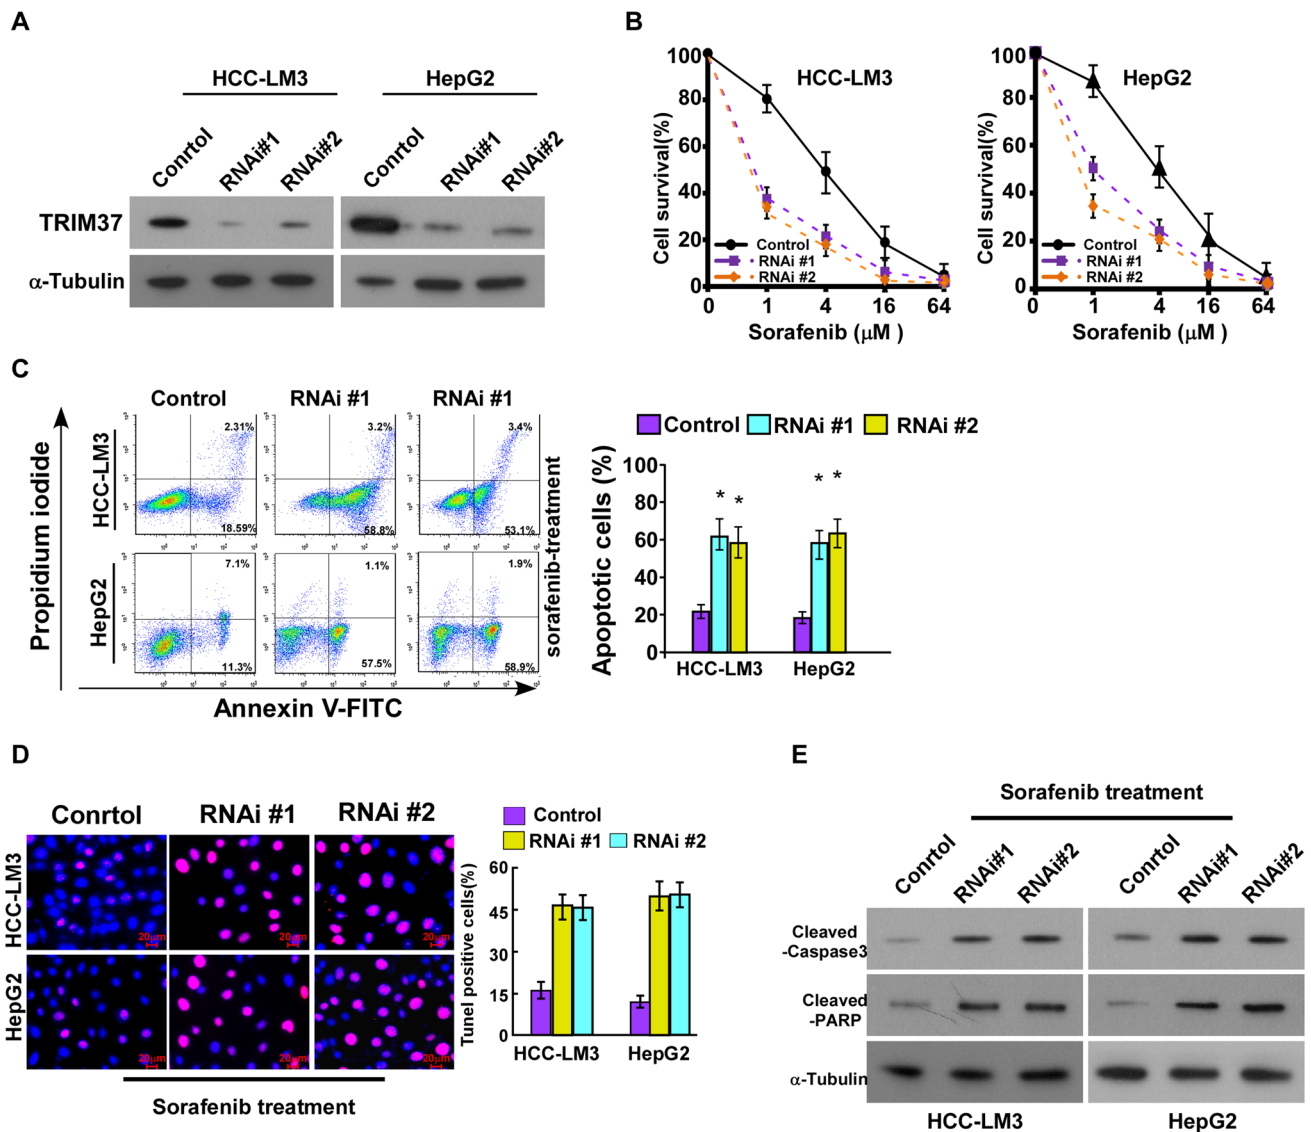 A
HCC-LM3 HepG2
Conrtol RNAi#1 RNAi#2 Conrtol RNAi#1 RNAi#2
TRIM37
α-Tubulin
B
HCC-LM3
Cell survival(%)
100
80
60
40
20
0
Control
RNAi #1
RNAi #2
0 1 4 16 64
Sorafenib (μM )
HepG2
Cell survival(%)
100
80
60
40
20
0
Control
RNAi #1
RNAi #2
0 1 4 16 64
Sorafenib (μM )
C
Control RNAi #1 RNAi #1
Propidium iodide
HCC-LM3
2.31% 3.2% 3.4%
18.59% 58.8% 53.1%
HepG2
7.1% 1.1% 1.9%
11.3% 57.5% 58.9%
sorafenib-treatment
Annexin V-FITC
Control RNAi #1 RNAi #2
Apoptotic cells (%)
100
80
60
40
20
0
* * * *
HCC-LM3 HepG2
D
Conrtol RNAi #1 RNAi #2
HCC-LM3
20μm 20μm 20μm
HepG2
20μm 20μm 20μm
Sorafenib treatment
Control
RNAi #1 RNAi #2
Tunel positive cells(%)
60
45
30
15
0
HCC-LM3 HepG2
E
Sorafenib treatment
Conrtol RNAi#1 RNAi#2 Conrtol RNAi#1 RNAi#2
Cleaved
-Caspase3
Cleaved
-PARP
α-Tubulin
HCC-LM3 HepG2